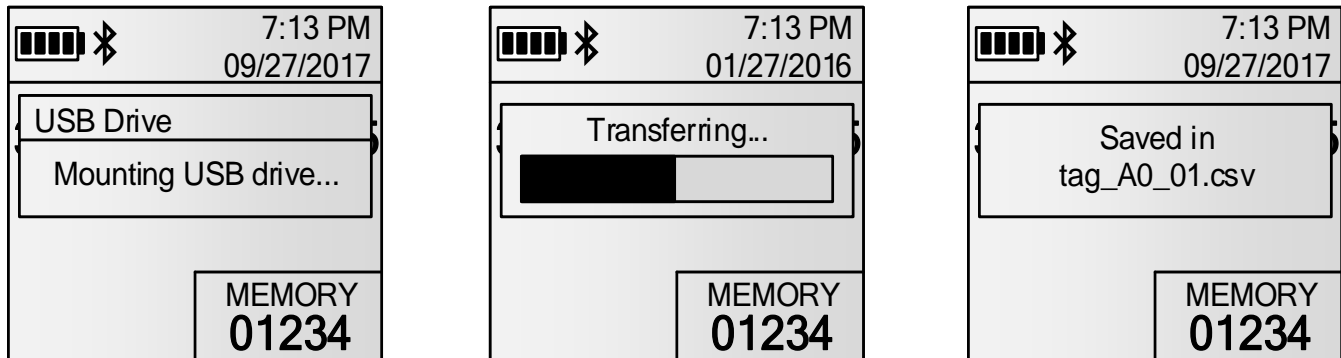 7:13 PM
09/27/2017
USB Drive
Mounting USB drive...
MEMORY
01234
7:13 PM
01/27/2016
Transferring...
MEMORY
01234
7:13 PM
09/27/2017
Saved in
tag_A0_01.csv
MEMORY
01234